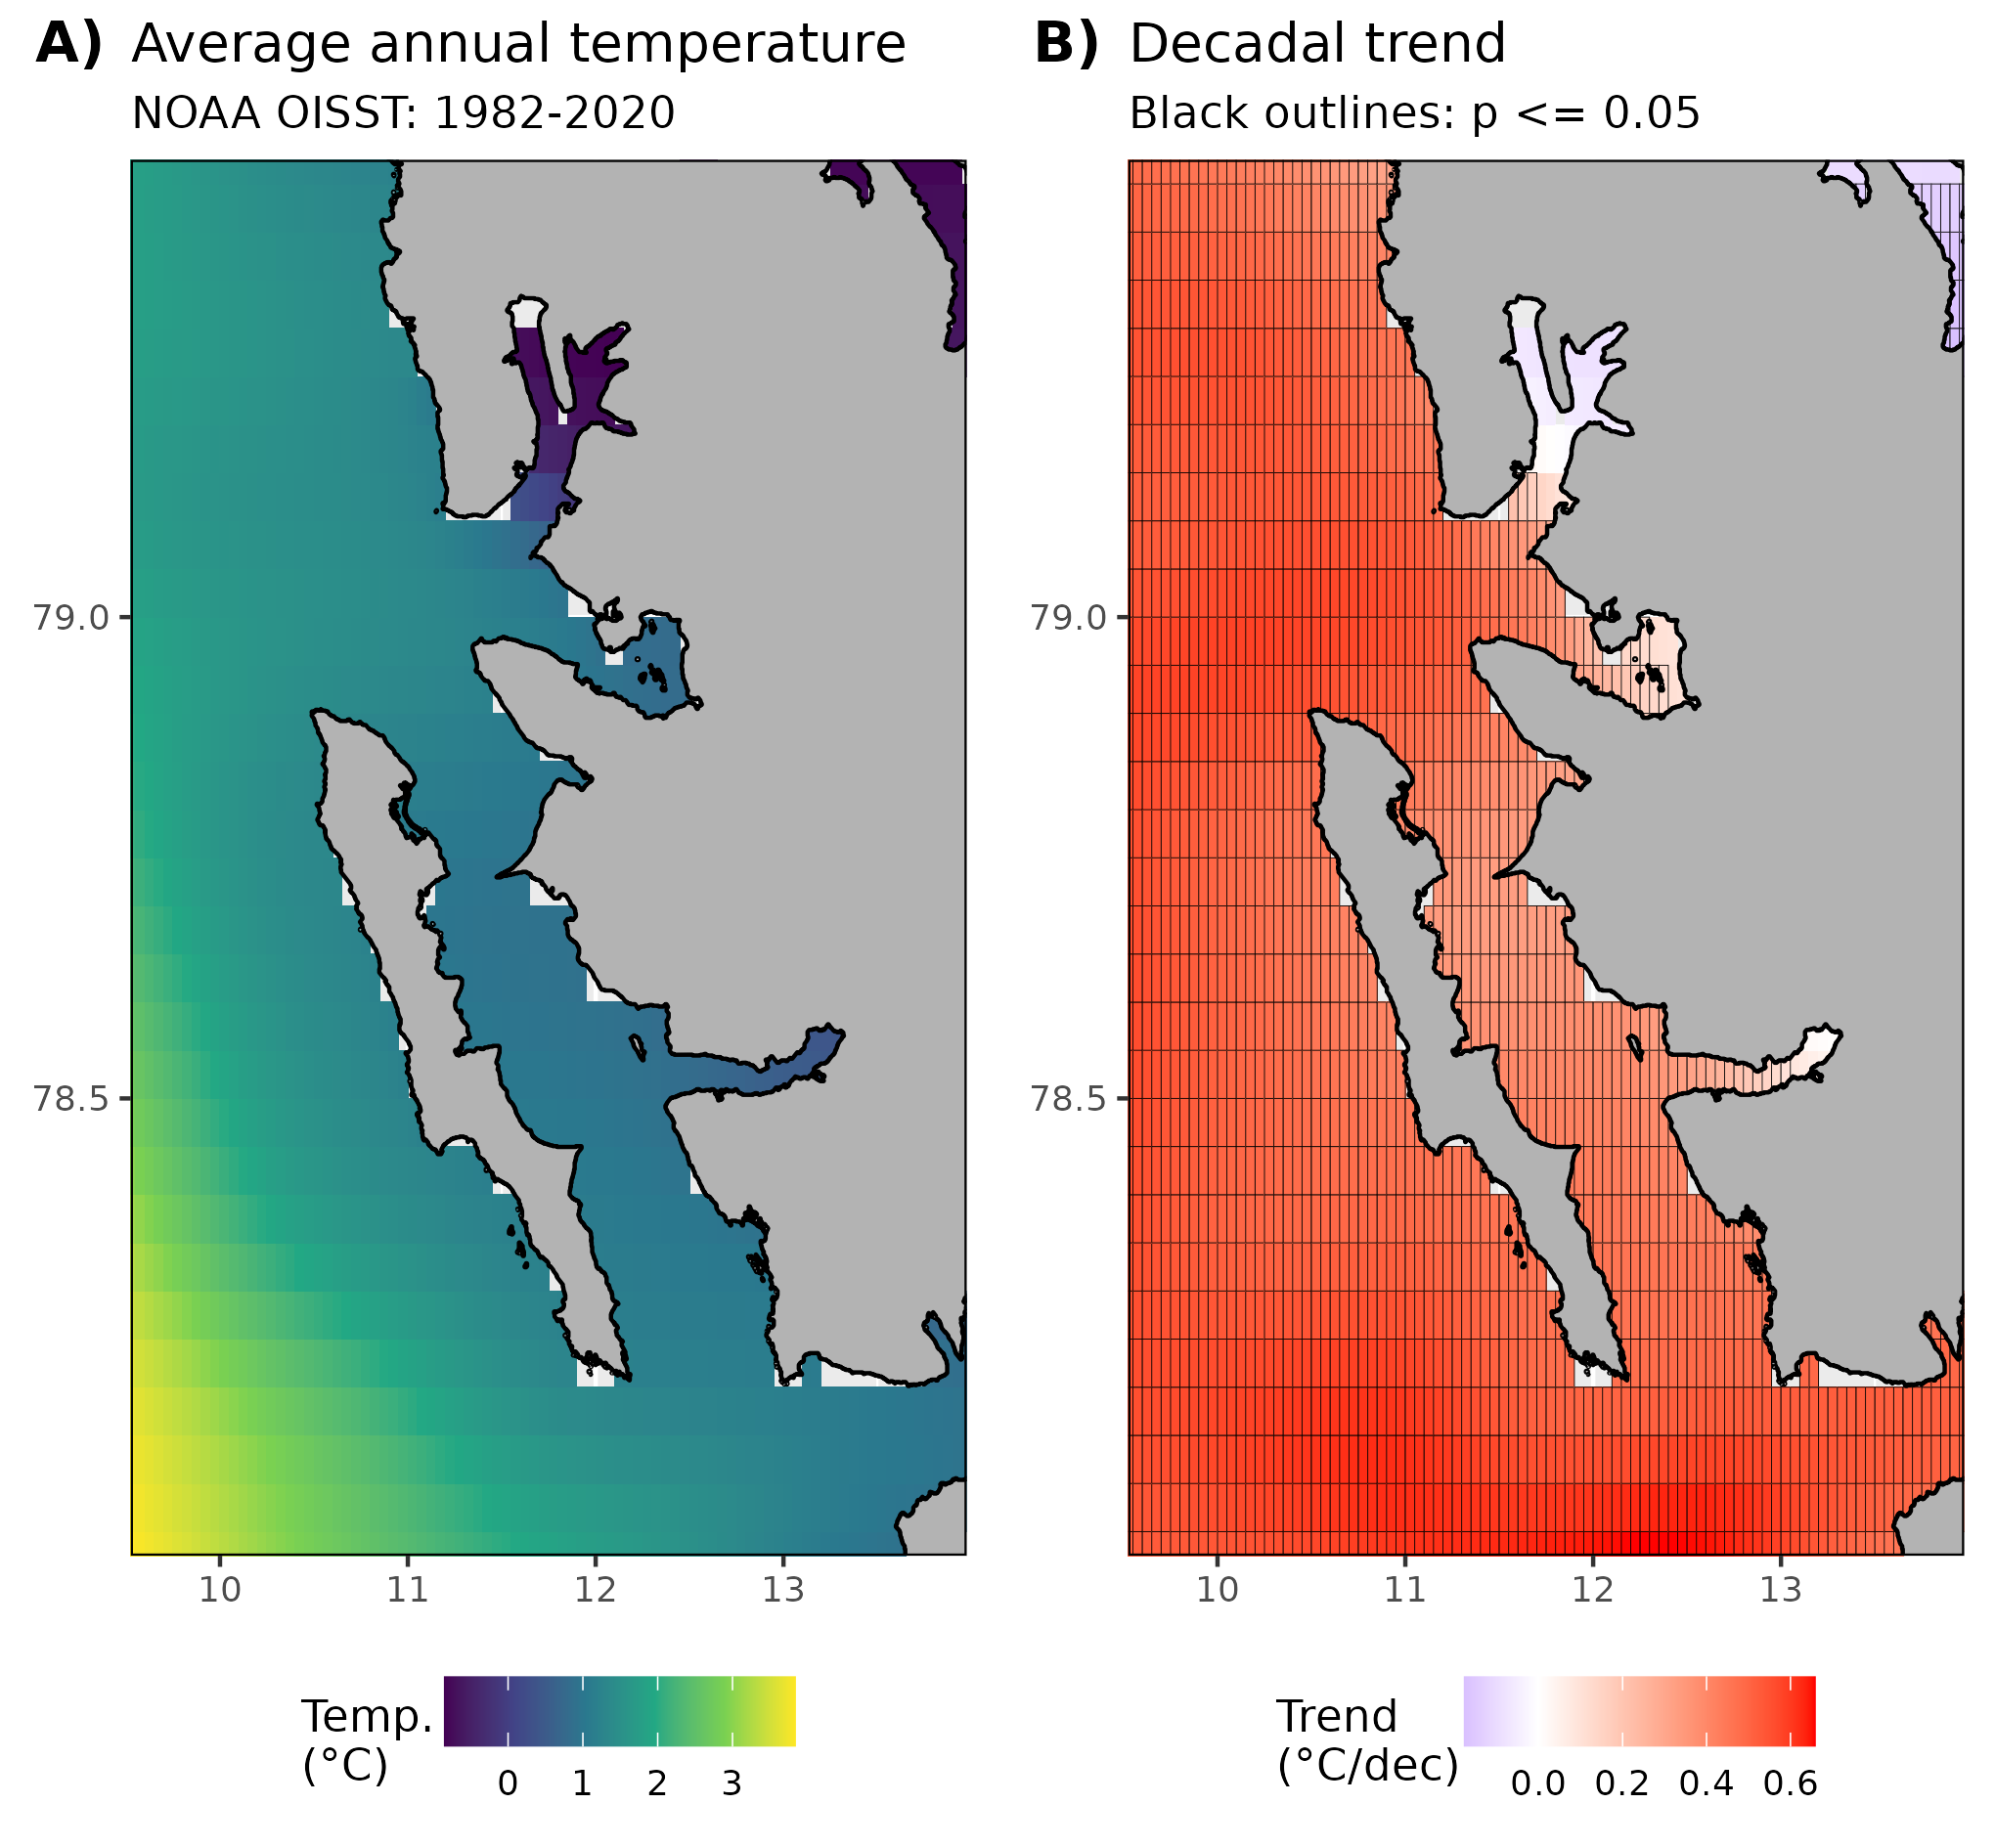 A) Average annual temperature
NOAA OISST: 1982-2020
79.0
78.5
10 11 12 13
Temp.
(°C)
0 1 2 3
B) Decadal trend
Black outlines: p <= 0.05
79.0
78.5
10 11 12 13
Trend
(°C/dec)
0.0 0.2 0.4 0.6